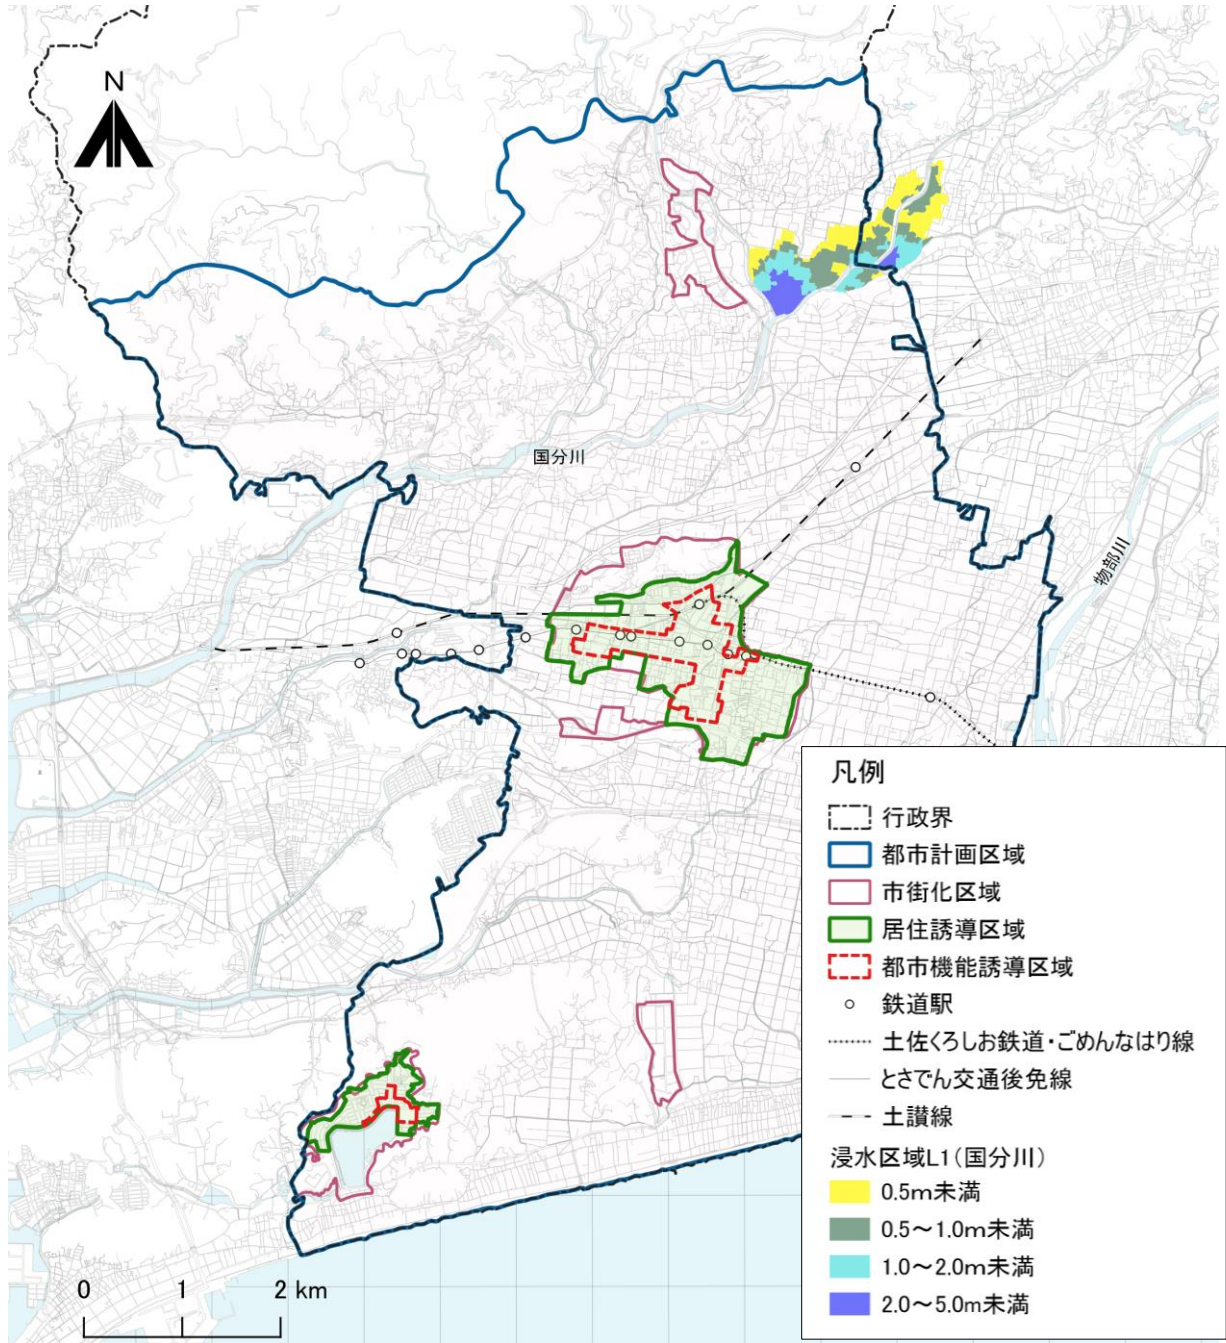 N
国分川
物部川
凡例
行政界
都市計画区域
市街化区域
居住誘導区域
都市機能誘導区域
鉄道駅
土佐くろしお鉄道・ごめんなはり線
とさでん交通後免線
土讃線
浸水区域L1(国分川)
0.5m未満
0.5~1.0m未満
1.0~2.0m未満
2.0~5.0m未満
0 1 2 km